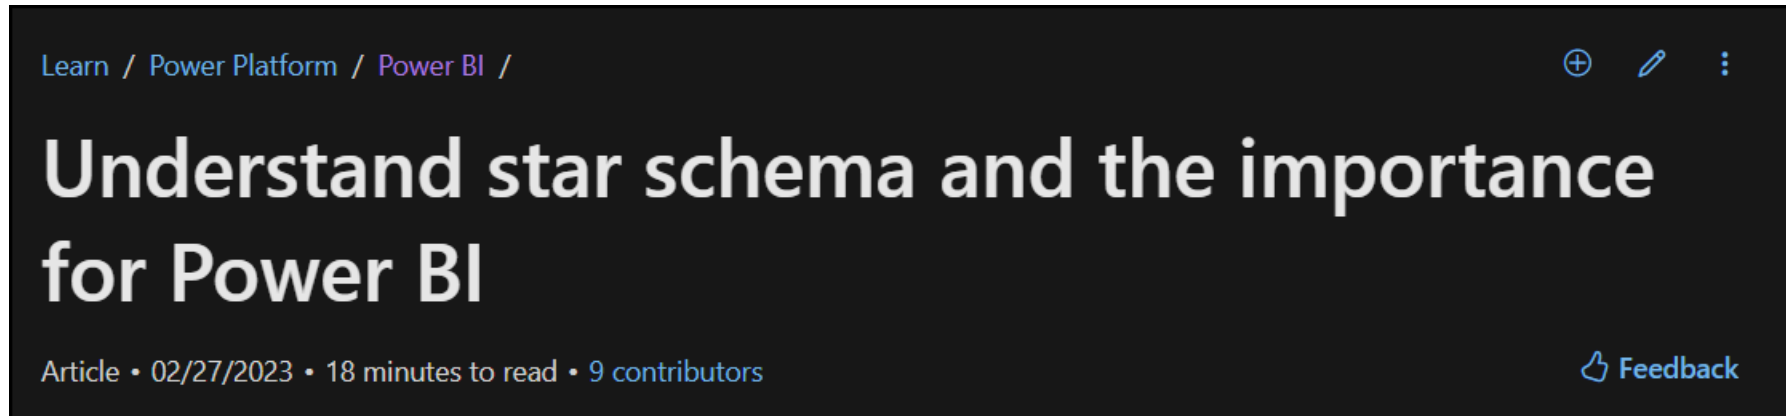 Learn / Power Platform / Power BI /
Understand star schema and the importance
for Power BI
Article • 02/27/2023 • 18 minutes to read • 9 contributors
Feedback